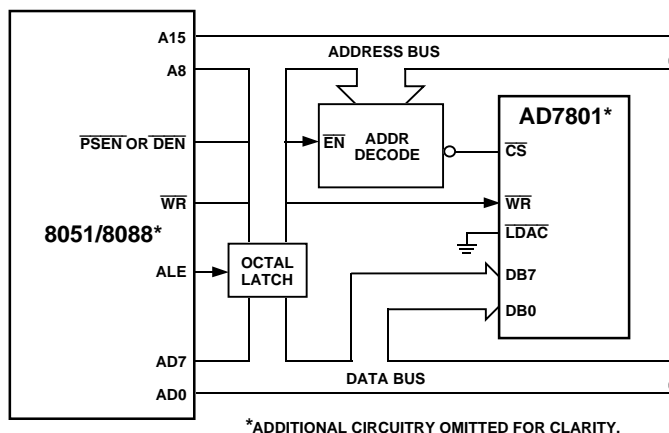 A15
ADDRESS BUS
A8
AD7801*
PSEN OR DEN
EN
ADDR
DECODE
CS
WR
WR
8051/8088*
LDAC
ALE
OCTAL
LATCH
DB7
DB0
AD7
DATA BUS
AD0
*ADDITIONAL CIRCUITRY OMITTED FOR CLARITY.